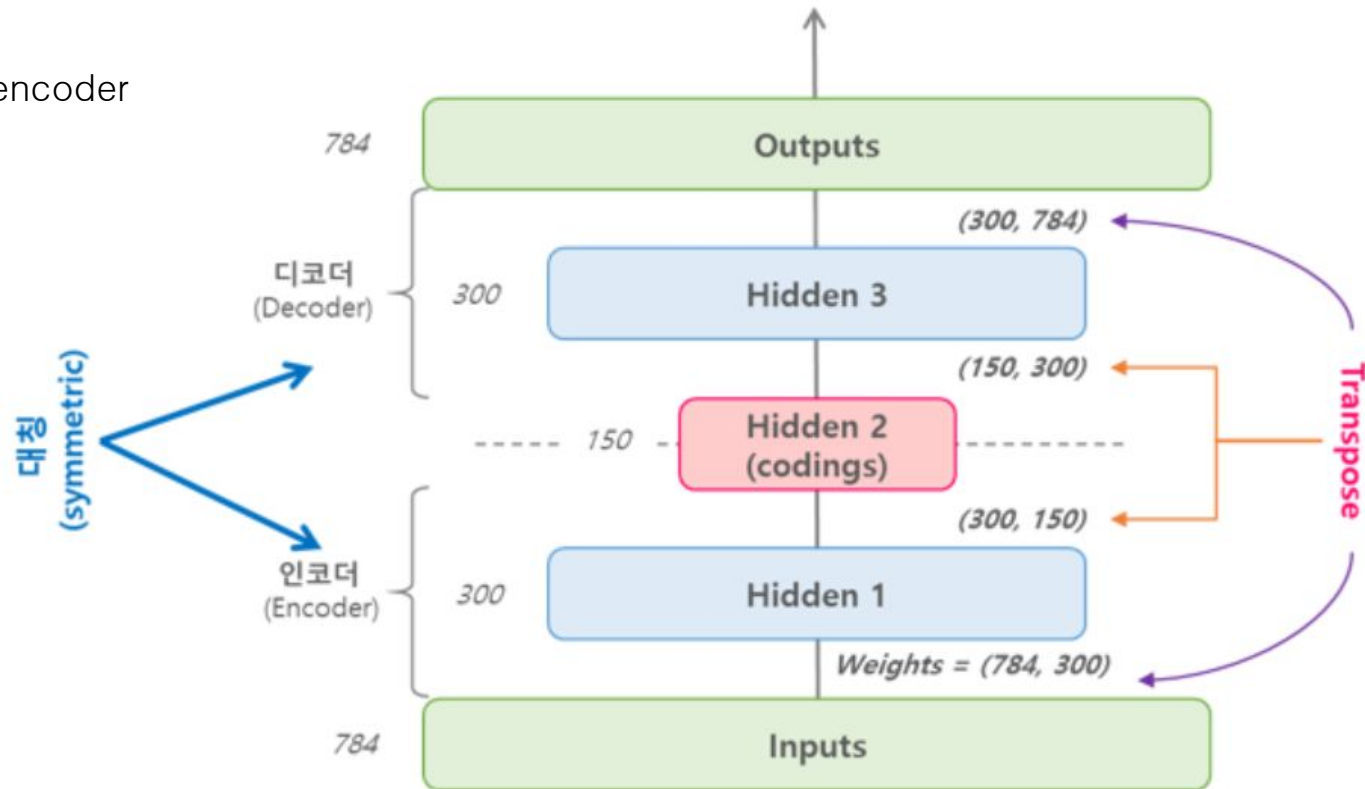 encoder
784
Outputs
(300, 784)
디코더
(Decoder)
300
Hidden 3
(150, 300)
대칭
(symmetric)
150
Hidden 2
(codings)
Transpose
(300, 150)
인코더
(Encoder)
300
Hidden 1
Weights = (784, 300)
784
Inputs